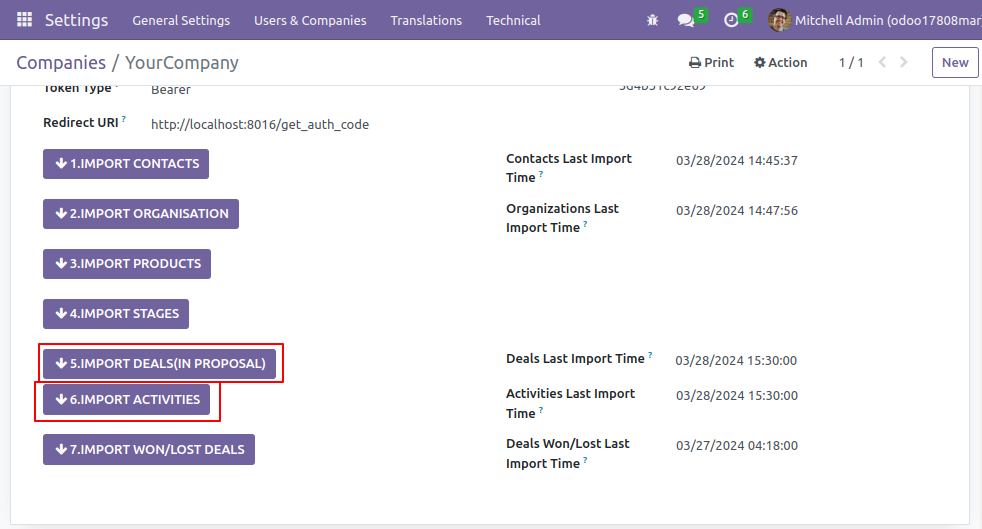 Settings General Settings Users & Companies Translations Technical 5 6 Mitchell Admin (odoo17808mar
Companies / YourCompany Print Action 1 / 1 New
Token Type ? Bearer
Redirect URI ? http://localhost:8016/get_auth_code
1.IMPORT CONTACTS Contacts Last Import 03/28/2024 14:45:37
Time ?
2.IMPORT ORGANISATION Organizations Last 03/28/2024 14:47:56
Import Time ?
3.IMPORT PRODUCTS
4.IMPORT STAGES
5.IMPORT DEALS(IN PROPOSAL) Deals Last Import Time ? 03/28/2024 15:30:00
6.IMPORT ACTIVITIES Activities Last Import 03/28/2024 15:30:00
Time ?
7.IMPORT WON/LOST DEALS Deals Won/Lost Last 03/27/2024 04:18:00
Import Time ?